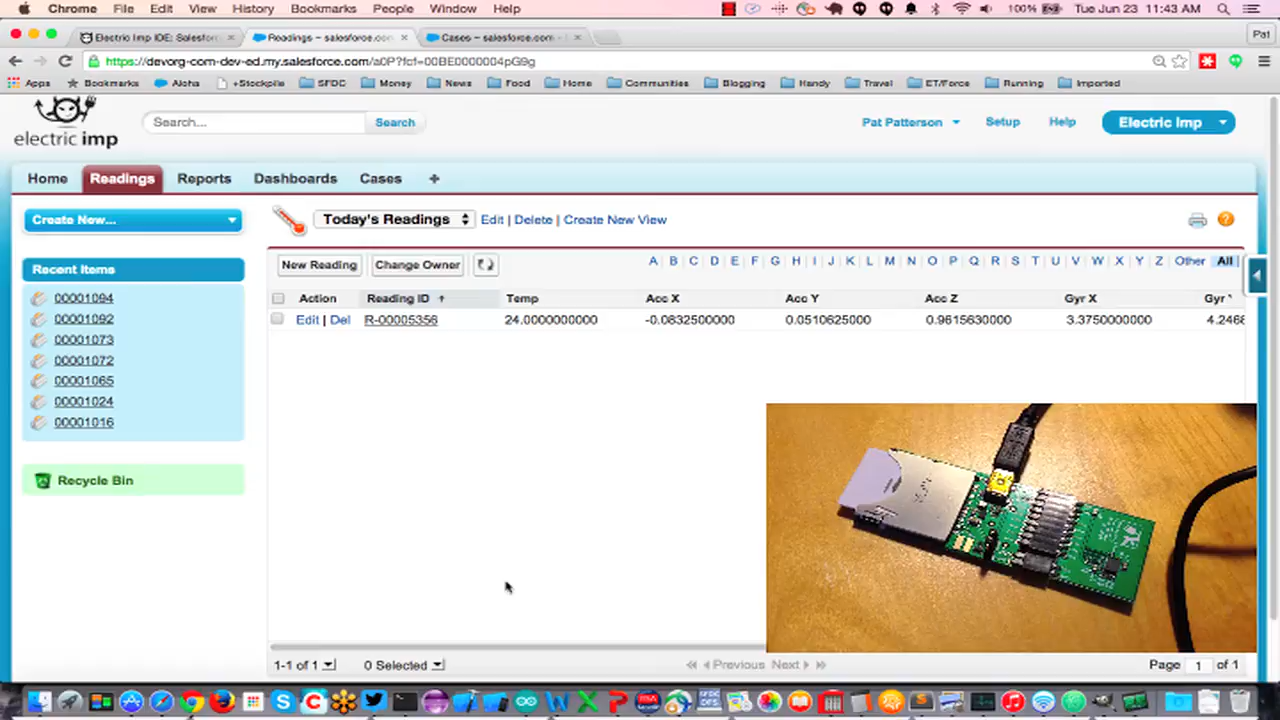 Chrome File Edit View History Bookmarks People Window Help 100% Tue Jun 23 11:43 AM
Electric Imp IDE: Salesfor Readings – salesforce.com Cases – salesforce.com - Pat
https://devorg-com-dev-ed.my.salesforce.com/a0P?fcf=00BE0000004pG9g
Apps Bookmarks Aloha +Stockpile SFDC Money News Food Home Communities Blogging Handy Travel ET/Force Running Imported
electric imp
Search... Search Pat Patterson Setup Help Electric Imp
Home Readings Reports Dashboards Cases +
Create New...
Today's Readings Edit | Delete | Create New View
Recent Items
New Reading Change Owner A B C D E F G H I J K L M N O P Q R S T U V W X Y Z Other All
Action Reading ID Temp Acc X Acc Y Acc Z Gyr X Gyr
Edit | Del R-00005356 24.0000000000 -0.0832500000 0.0510625000 0.9615630000 3.3750000000 4.2468
00001094
00001092
00001073
00001072
00001065
00001024
00001016
Recycle Bin
1-1 of 1 0 Selected Previous Next Page 1 of 1